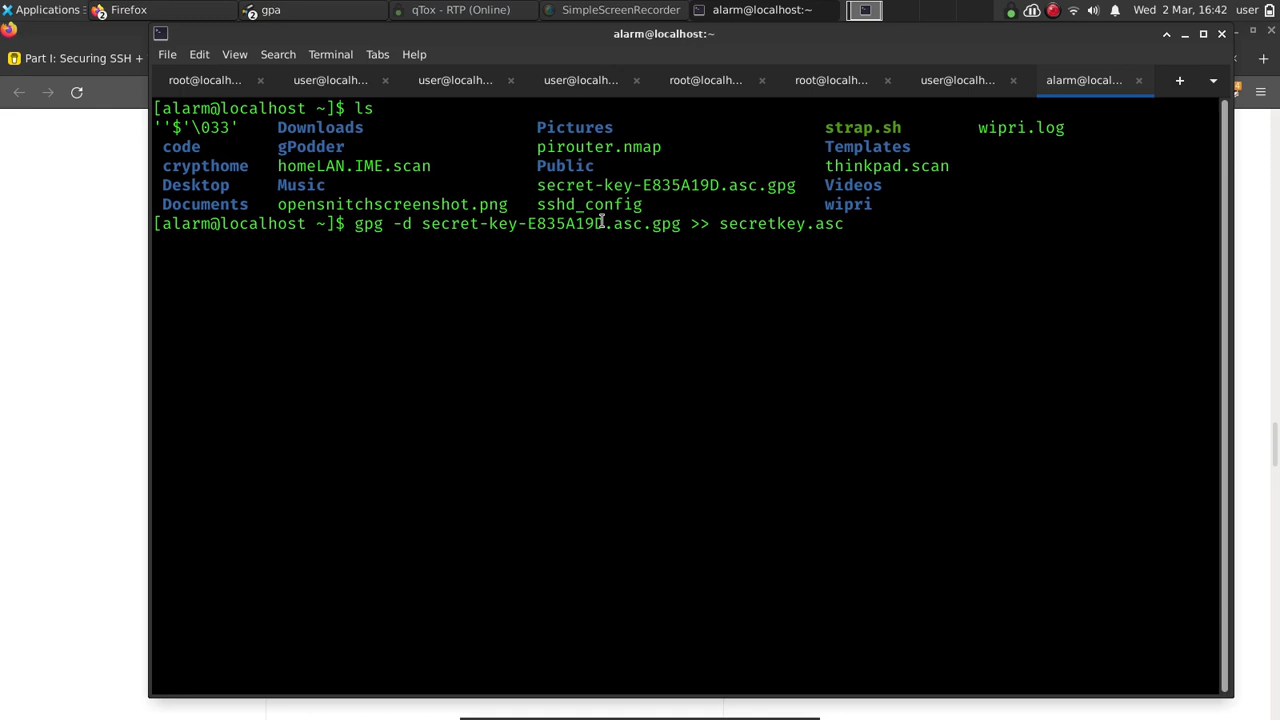 Applications Firefox gpa qTox - RTP (Online) SimpleScreenRecorder alarm@localhost:~ Wed 2 Mar, 16:42 user
alarm@localhost:~
Part I: Securing SSH +
File Edit View Search Terminal Tabs Help
root@localh... user@localh... user@localh... user@localh... root@localh... root@localh... user@localh... alarm@local...
[alarm@localhost ~]$ ls
''$'\033' Downloads Pictures strap.sh wipri.log
code gPodder pirouter.nmap Templates
crypthome homeLAN.IME.scan Public thinkpad.scan
Desktop Music secret-key-E835A19D.asc.gpg Videos
Documents opensnitchscreenshot.png sshd_config wipri
[alarm@localhost ~]$ gpg -d secret-key-E835A19D.asc.gpg >> secretkey.asc